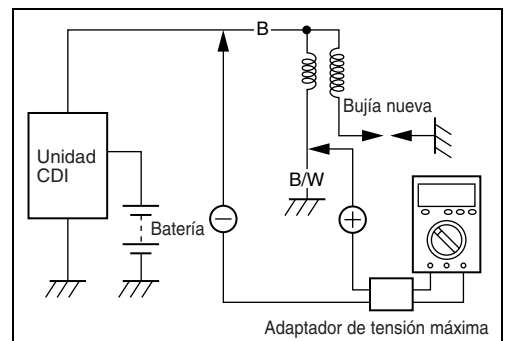 B
Bujía nueva
Unidad
CDI
B/W
Batería
Adaptador de tensión máxima